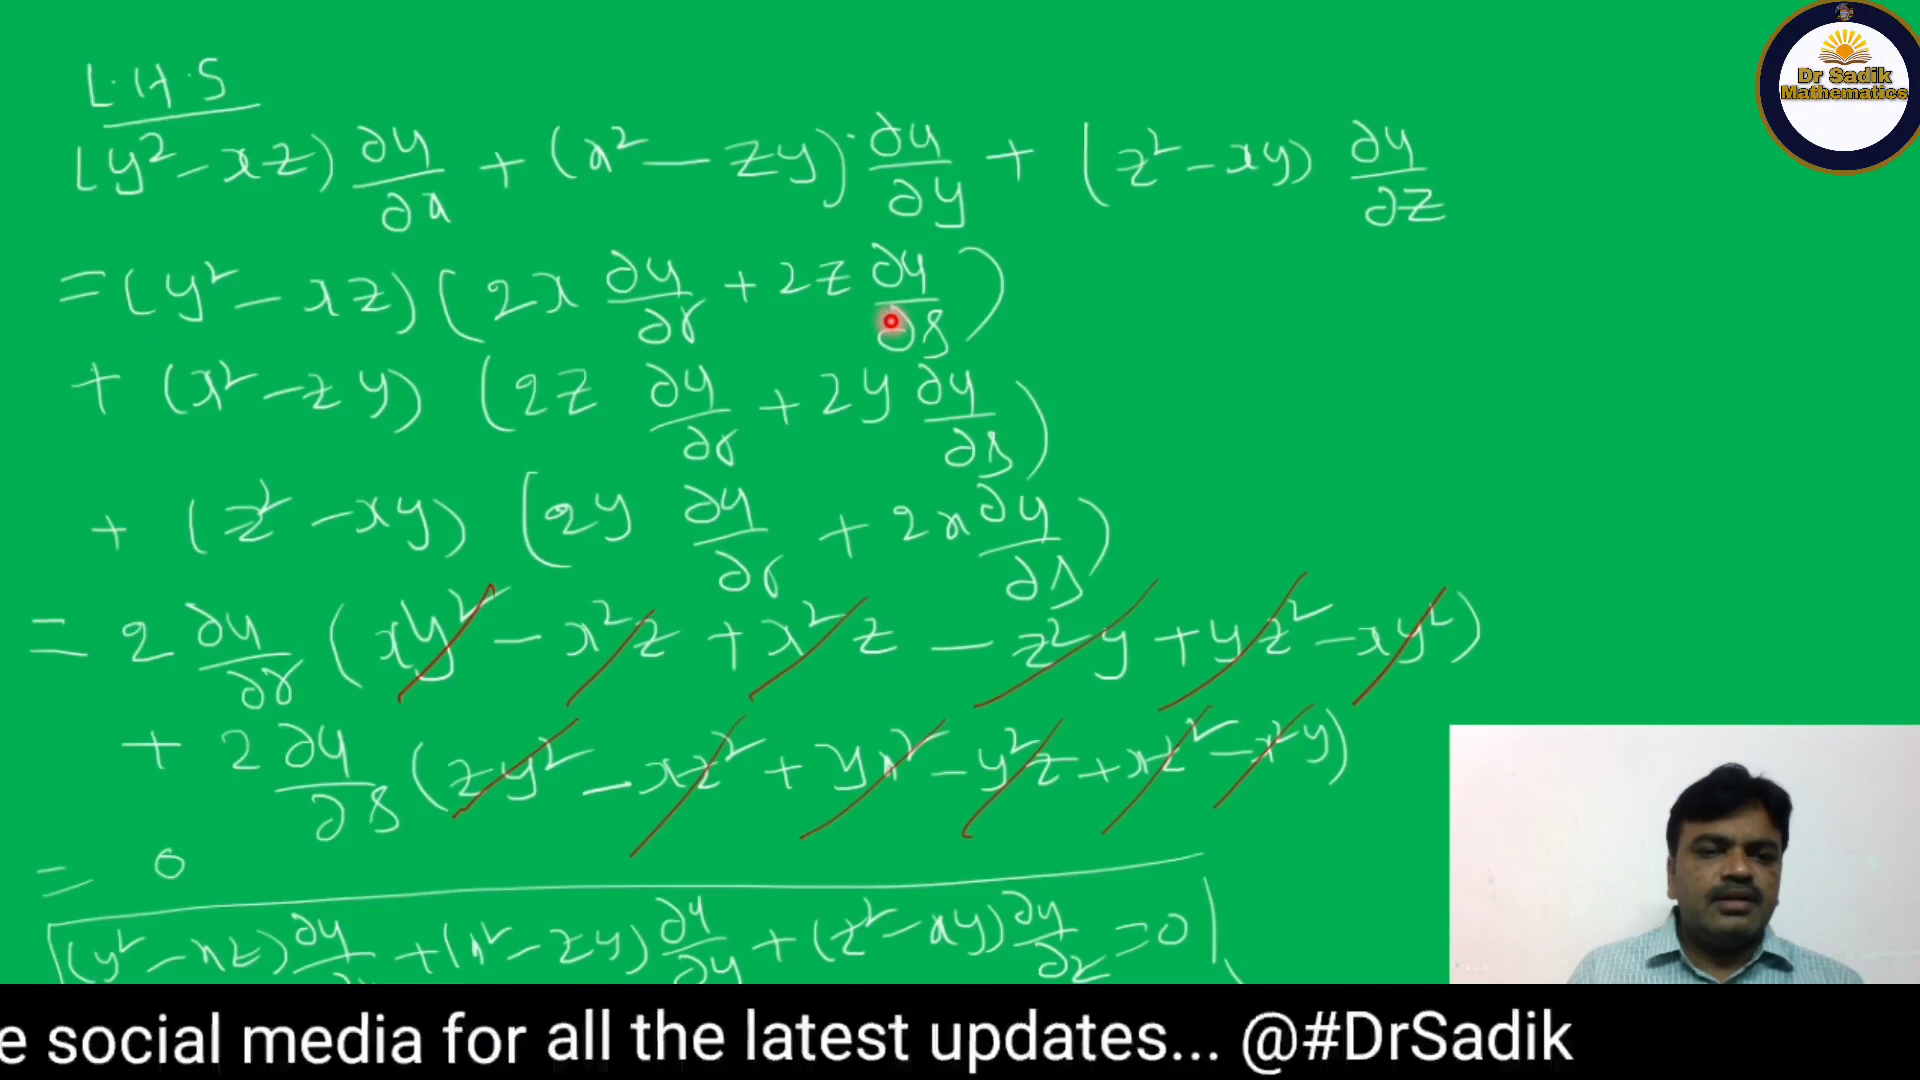 L.H.S
(y² - xz) ∂u/∂x + (x² - zy) · ∂u/∂y + (z² - xy) ∂u/∂z
= (y² - xz) (2x ∂u/∂r + 2z ∂u/∂s)
+ (x² - zy) (2z ∂u/∂r + 2y ∂u/∂s)
+ (z² - xy) (2y ∂u/∂r + 2x ∂u/∂s)
= 2 ∂u/∂r (xy² - x²z + x²z - z²y + yz² - xy²)
+ 2 ∂u/∂s (zy² - xz² + yx² - y²z + xz² - x²y)
= 0
(y² - xz) ∂u/∂x + (x² - zy) ∂u/∂y + (z² - xy) ∂u/∂z = 0
Dr Sadik
Mathematics
e social media for all the latest updates... @#DrSadik